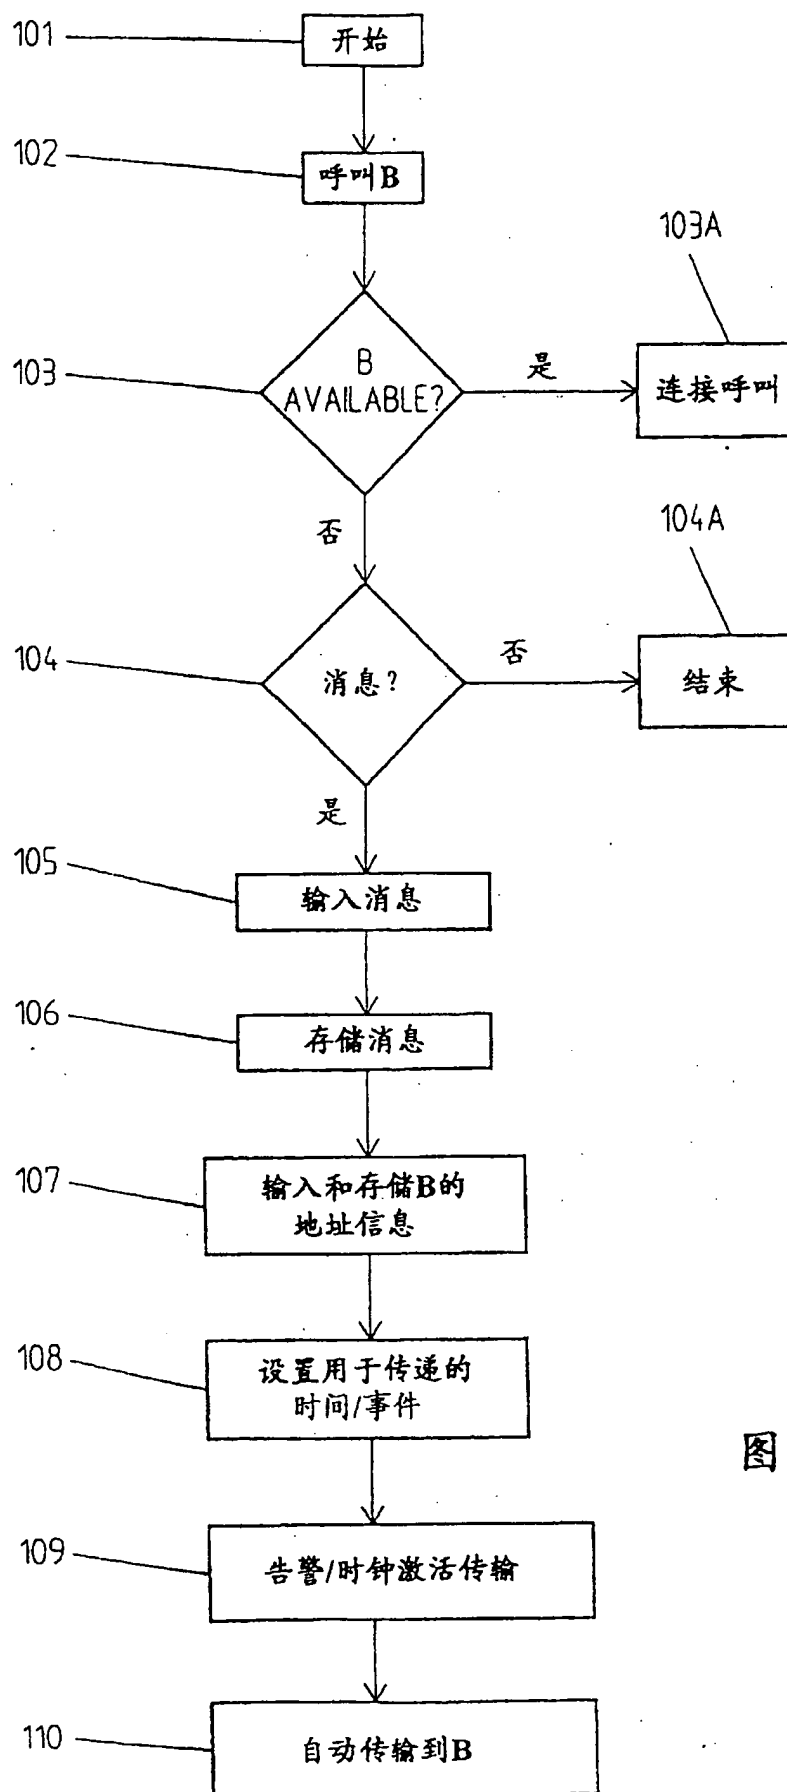 101
开始
102
呼叫B
103A
103
B
AVAILABLE?
是
连接呼叫
否
104A
104
消息?
否
结束
是
105
输入消息
106
存储消息
107
输入和存储B的
地址信息
108
设置用于传递的
时间/事件
图
109
告警/时钟激活传输
110
自动传输到B